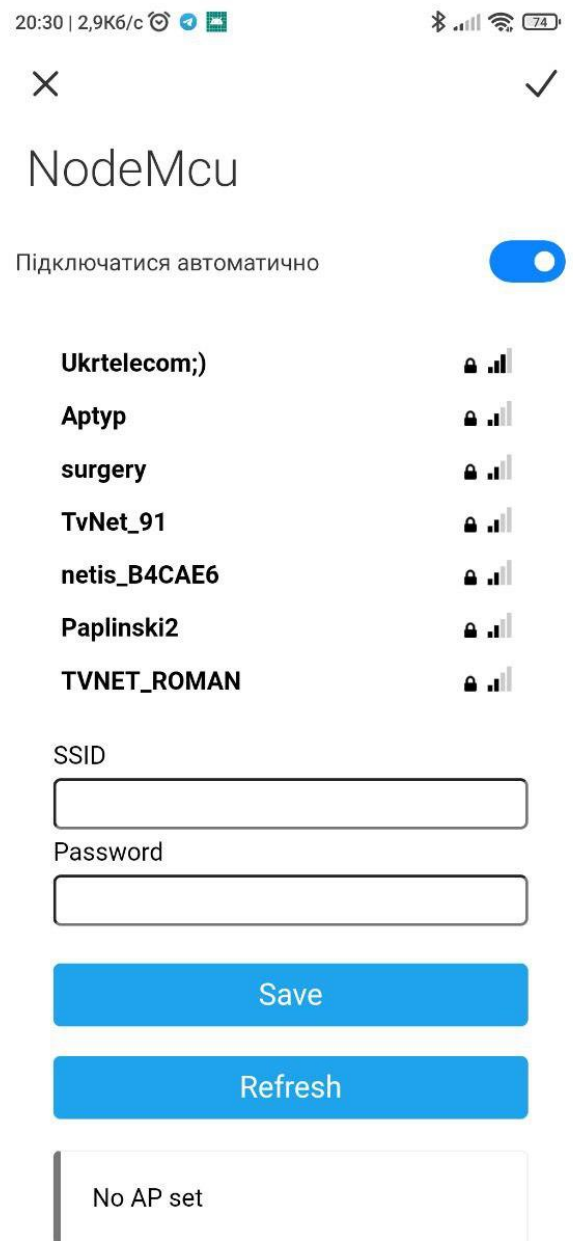 20:30 | 2,9Кб/с 74
NodeMcu
Підключатися автоматично
Ukrtelecom;)
Aptyp
surgery
TvNet_91
netis_B4CAE6
Paplinski2
TVNET_ROMAN
SSID
Password
Save
Refresh
No AP set